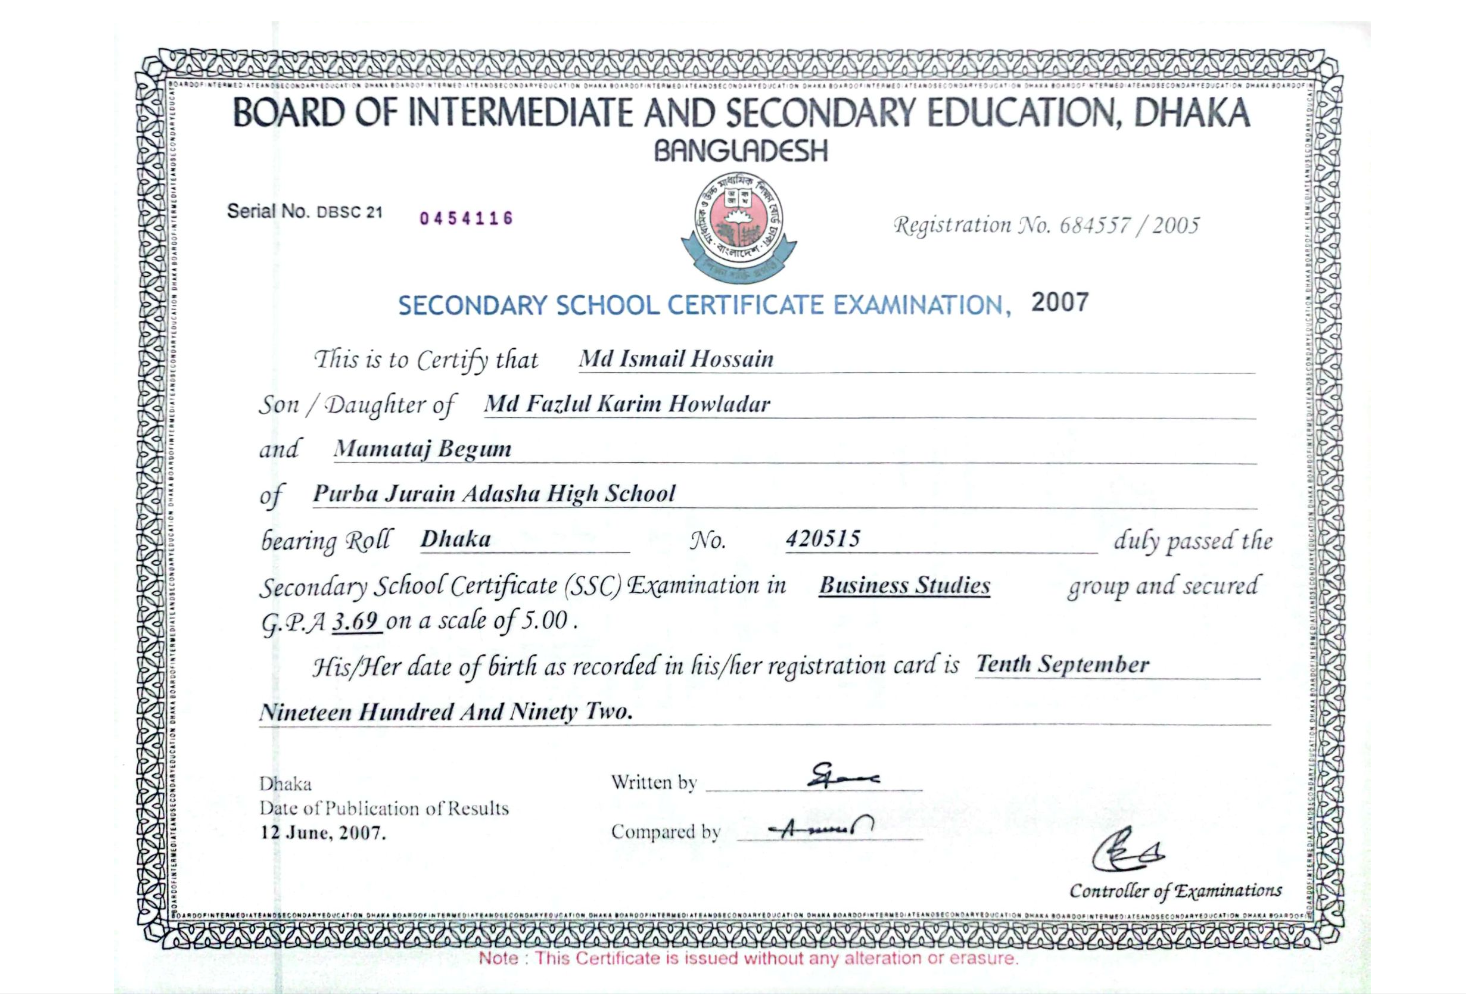 BOARD OF INTERMEDIATE AND SECONDARY EDUCATION, DHAKA
BANGLADESH
Serial No. DBSC 21 0454116
মাধ্যমিক ও উচ্চ মাধ্যমিক শিক্ষা বোর্ড ঢাকা
বাংলাদেশ
Registration No. 684557 / 2005
SECONDARY SCHOOL CERTIFICATE EXAMINATION, 2007
This is to Certify that Md Ismail Hossain
Son / Daughter of Md Fazlul Karim Howladar
and Mamataj Begum
of Purba Jurain Adasha High School
bearing Roll Dhaka No. 420515 duly passed the
Secondary School Certificate (SSC) Examination in Business Studies group and secured
G.P.A 3.69 on a scale of 5.00 .
His/Her date of birth as recorded in his/her registration card is Tenth September
Nineteen Hundred And Ninety Two.
Dhaka
Date of Publication of Results
12 June, 2007.
Written by
Compared by
Controller of Examinations
Note : This Certificate is issued without any alteration or erasure.